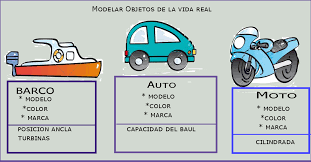 MODELAR OBJETOS DE LA VIDA REAL
BARCO
* MODELO
*COLOR
* MARCA
POSICIÓN ANCLA
TURBINAS
AUTO
* MODELO
*COLOR
* MARCA
CAPACIDAD DEL BAUL
MOTO
* MODELO
*COLOR
* MARCA
CILINDRADA